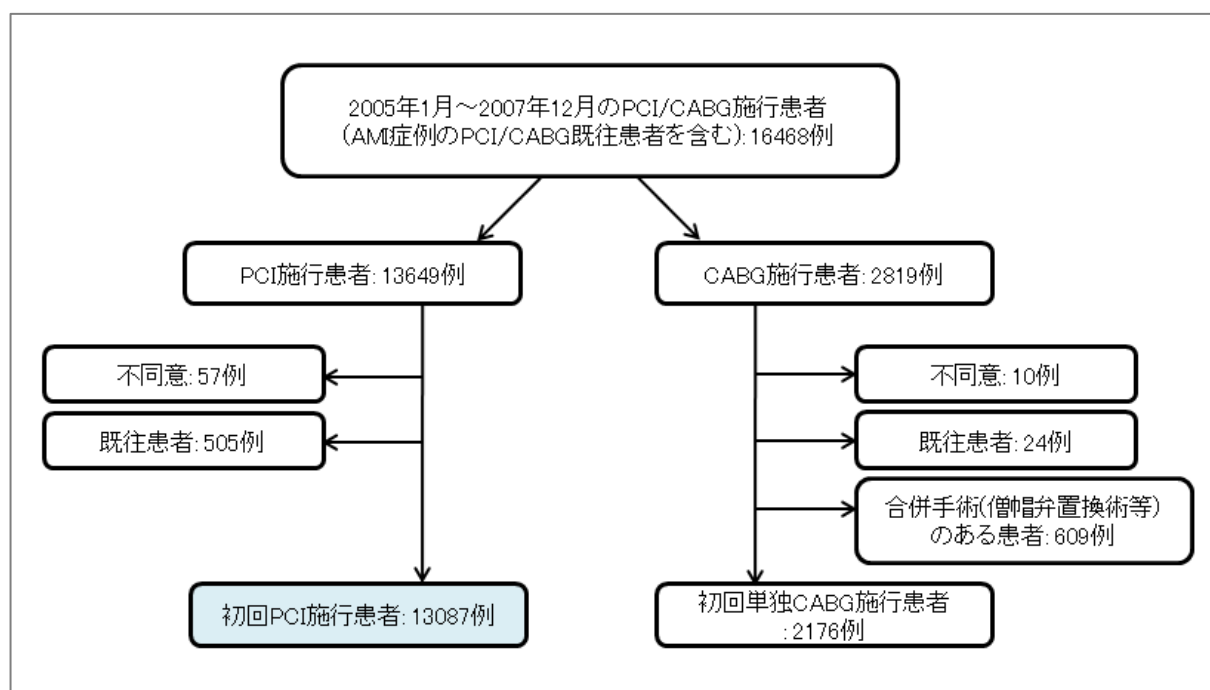 2005年1月～2007年12月のPCI/CABG施行患者
(AMI症例のPCI/CABG既往患者を含む): 16468例
PCI施行患者: 13649例
CABG施行患者: 2819例
不同意: 57例
不同意: 10例
既往患者: 505例
既往患者: 24例
合併手術(僧帽弁置換術等)
のある患者: 609例
初回PCI施行患者: 13087例
初回単独CABG施行患者
: 2176例